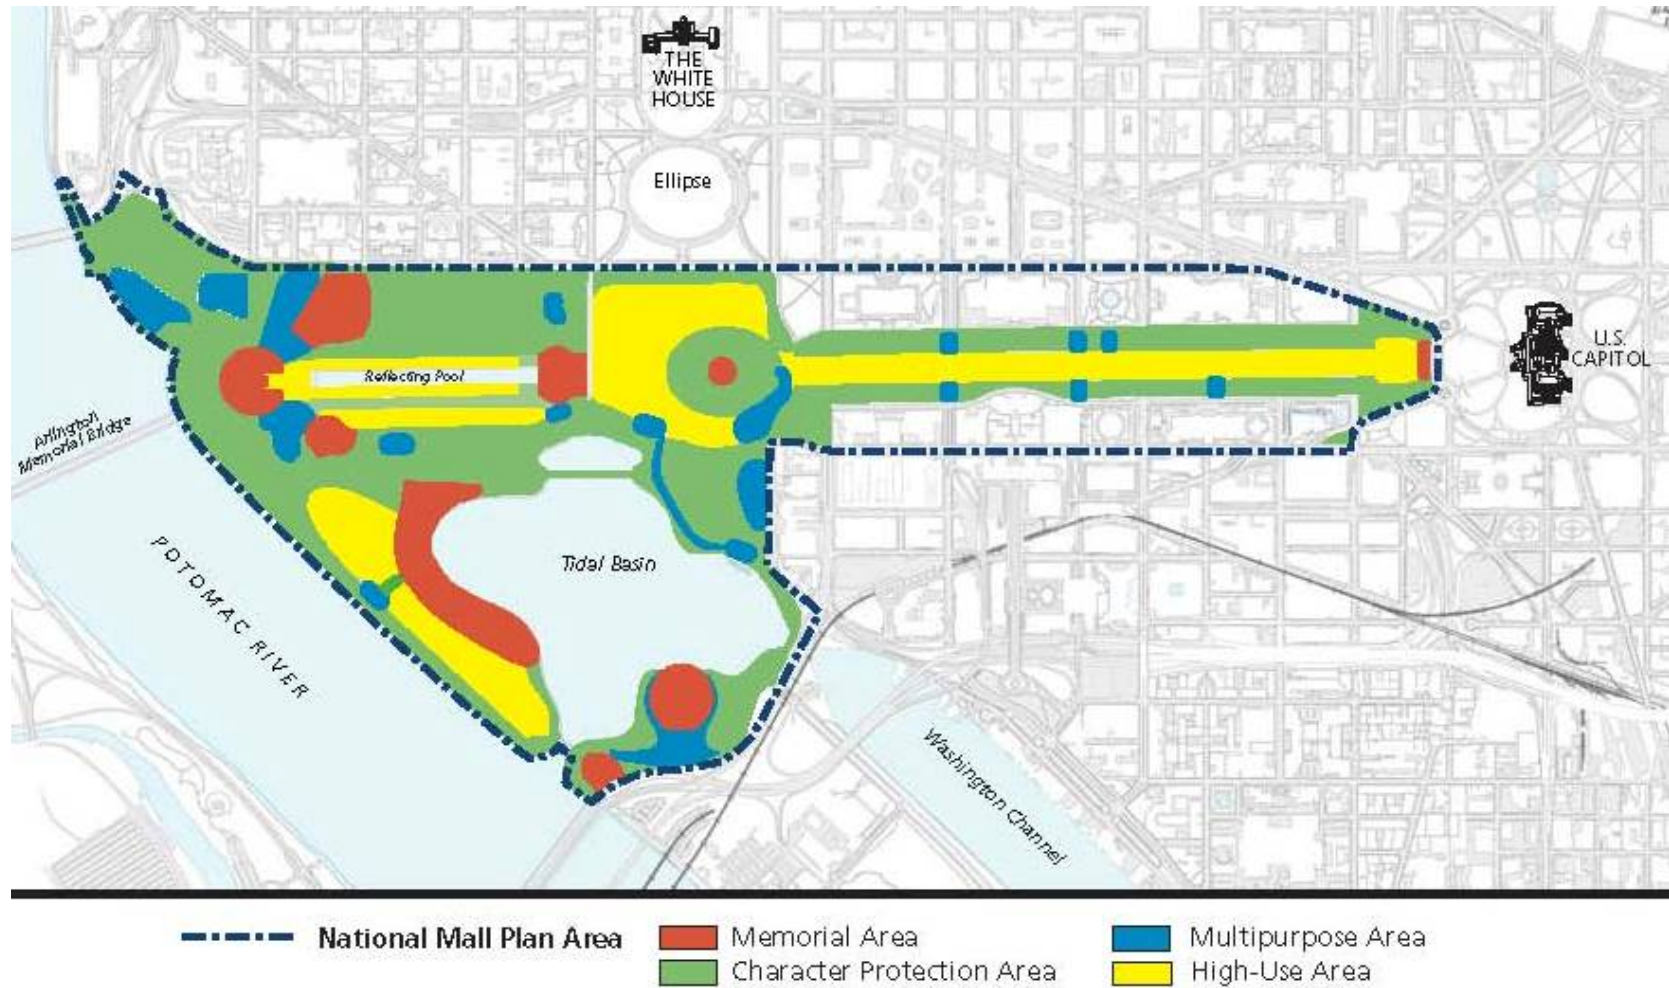 THE
WHITE
HOUSE
Ellipse
U.S.
CAPITOL
Reflecting Pool
Arlington
Memorial Bridge
Tidal Basin
POTOMAC RIVER
Washington Channel
National Mall Plan Area
Memorial Area
Multipurpose Area
Character Protection Area
High-Use Area